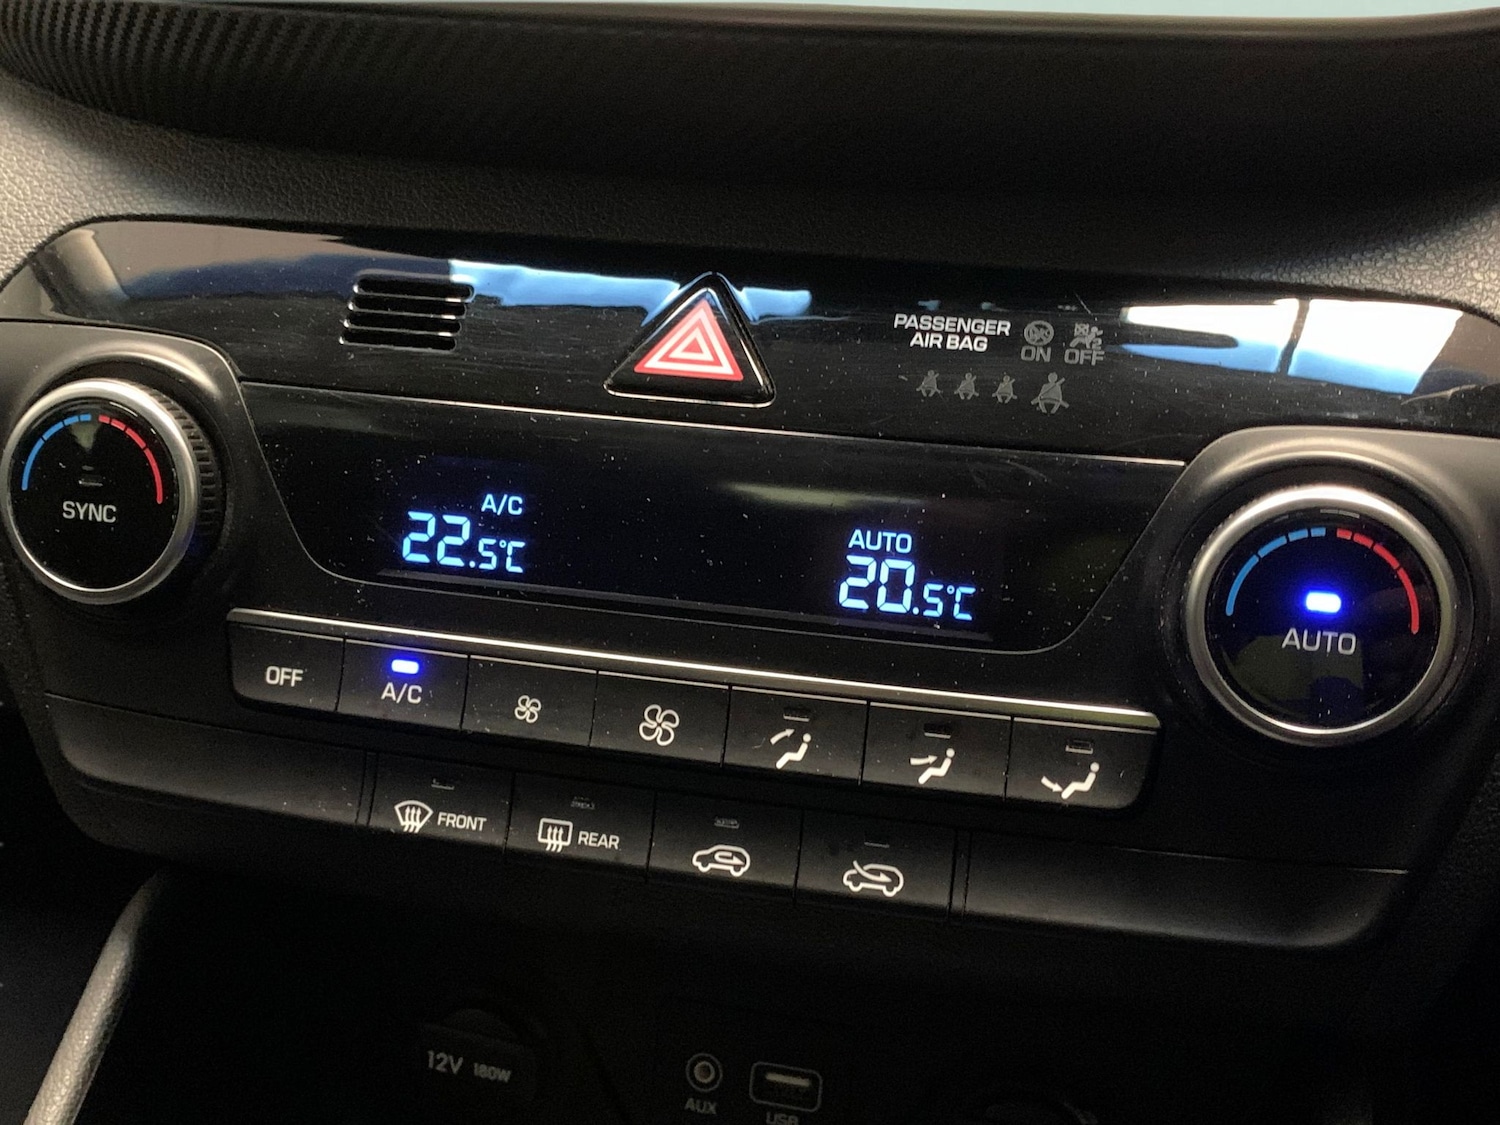 PASSENGER
AIR BAG
ON OFF
SYNC
A/C
22.5°C
AUTO
20.5°C
AUTO
OFF
A/C
FRONT
REAR
12V 180W
AUX
USB